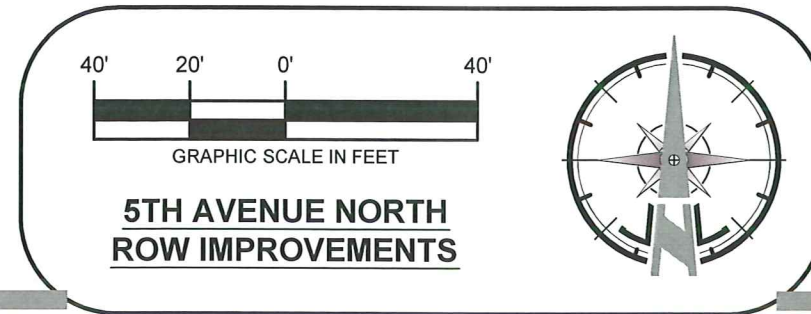 40' 20' 0' 40'
GRAPHIC SCALE IN FEET
5TH AVENUE NORTH
ROW IMPROVEMENTS
N